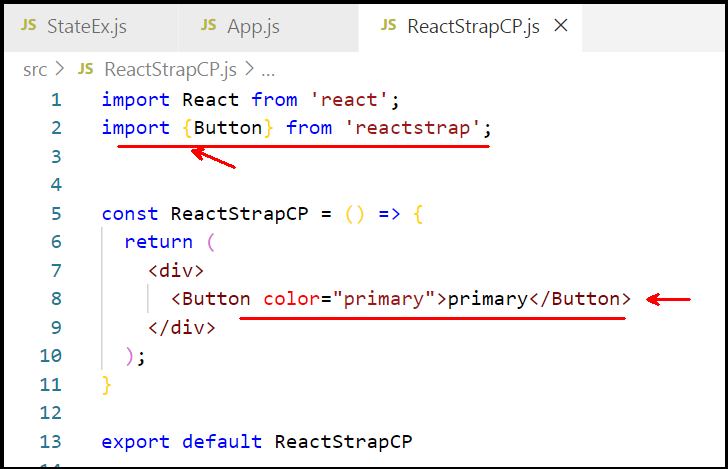 JS StateEx.js JS App.js JS ReactStrapCP.js ×
src > JS ReactStrapCP.js > ...
1 import React from 'react';
2 import {Button} from 'reactstrap';
3
4
5 const ReactStrapCP = () => {
6 return (
7 <div>
8 <Button color="primary">primary</Button>
9 </div>
10 );
11 }
12
13 export default ReactStrapCP